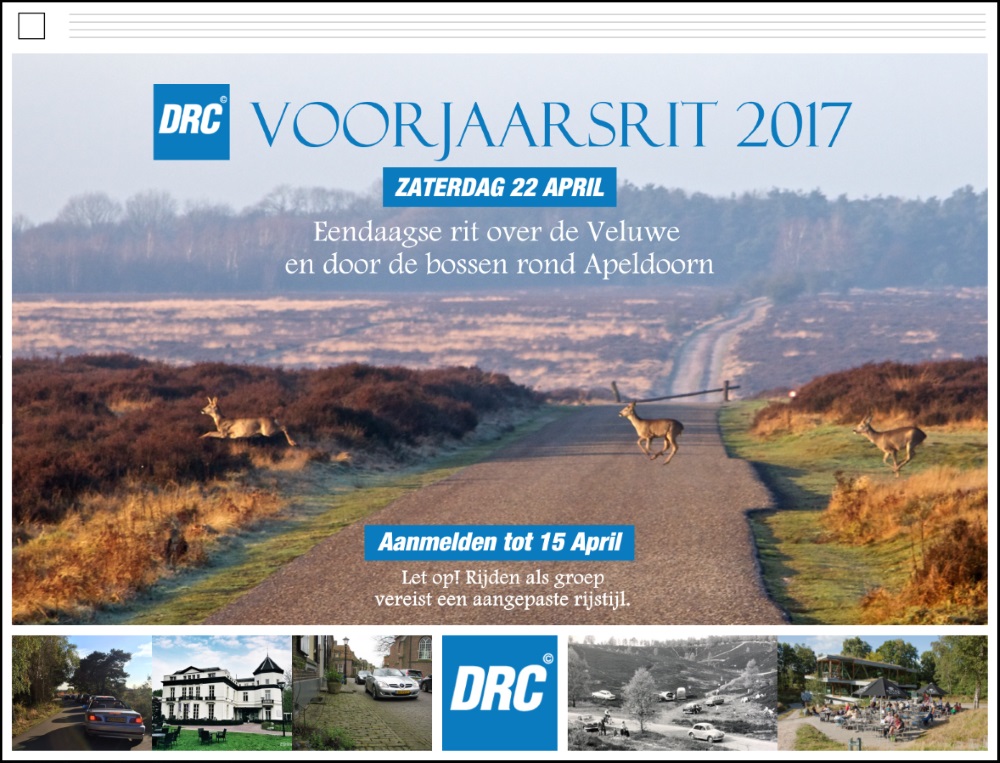 DRC©
VOORJAARSRIT 2017
ZATERDAG 22 APRIL
Eendaagse rit over de Veluwe
en door de bossen rond Apeldoorn
Aanmelden tot 15 April
Let op! Rijden als groep
vereist een aangepaste rijstijl.
DRC©